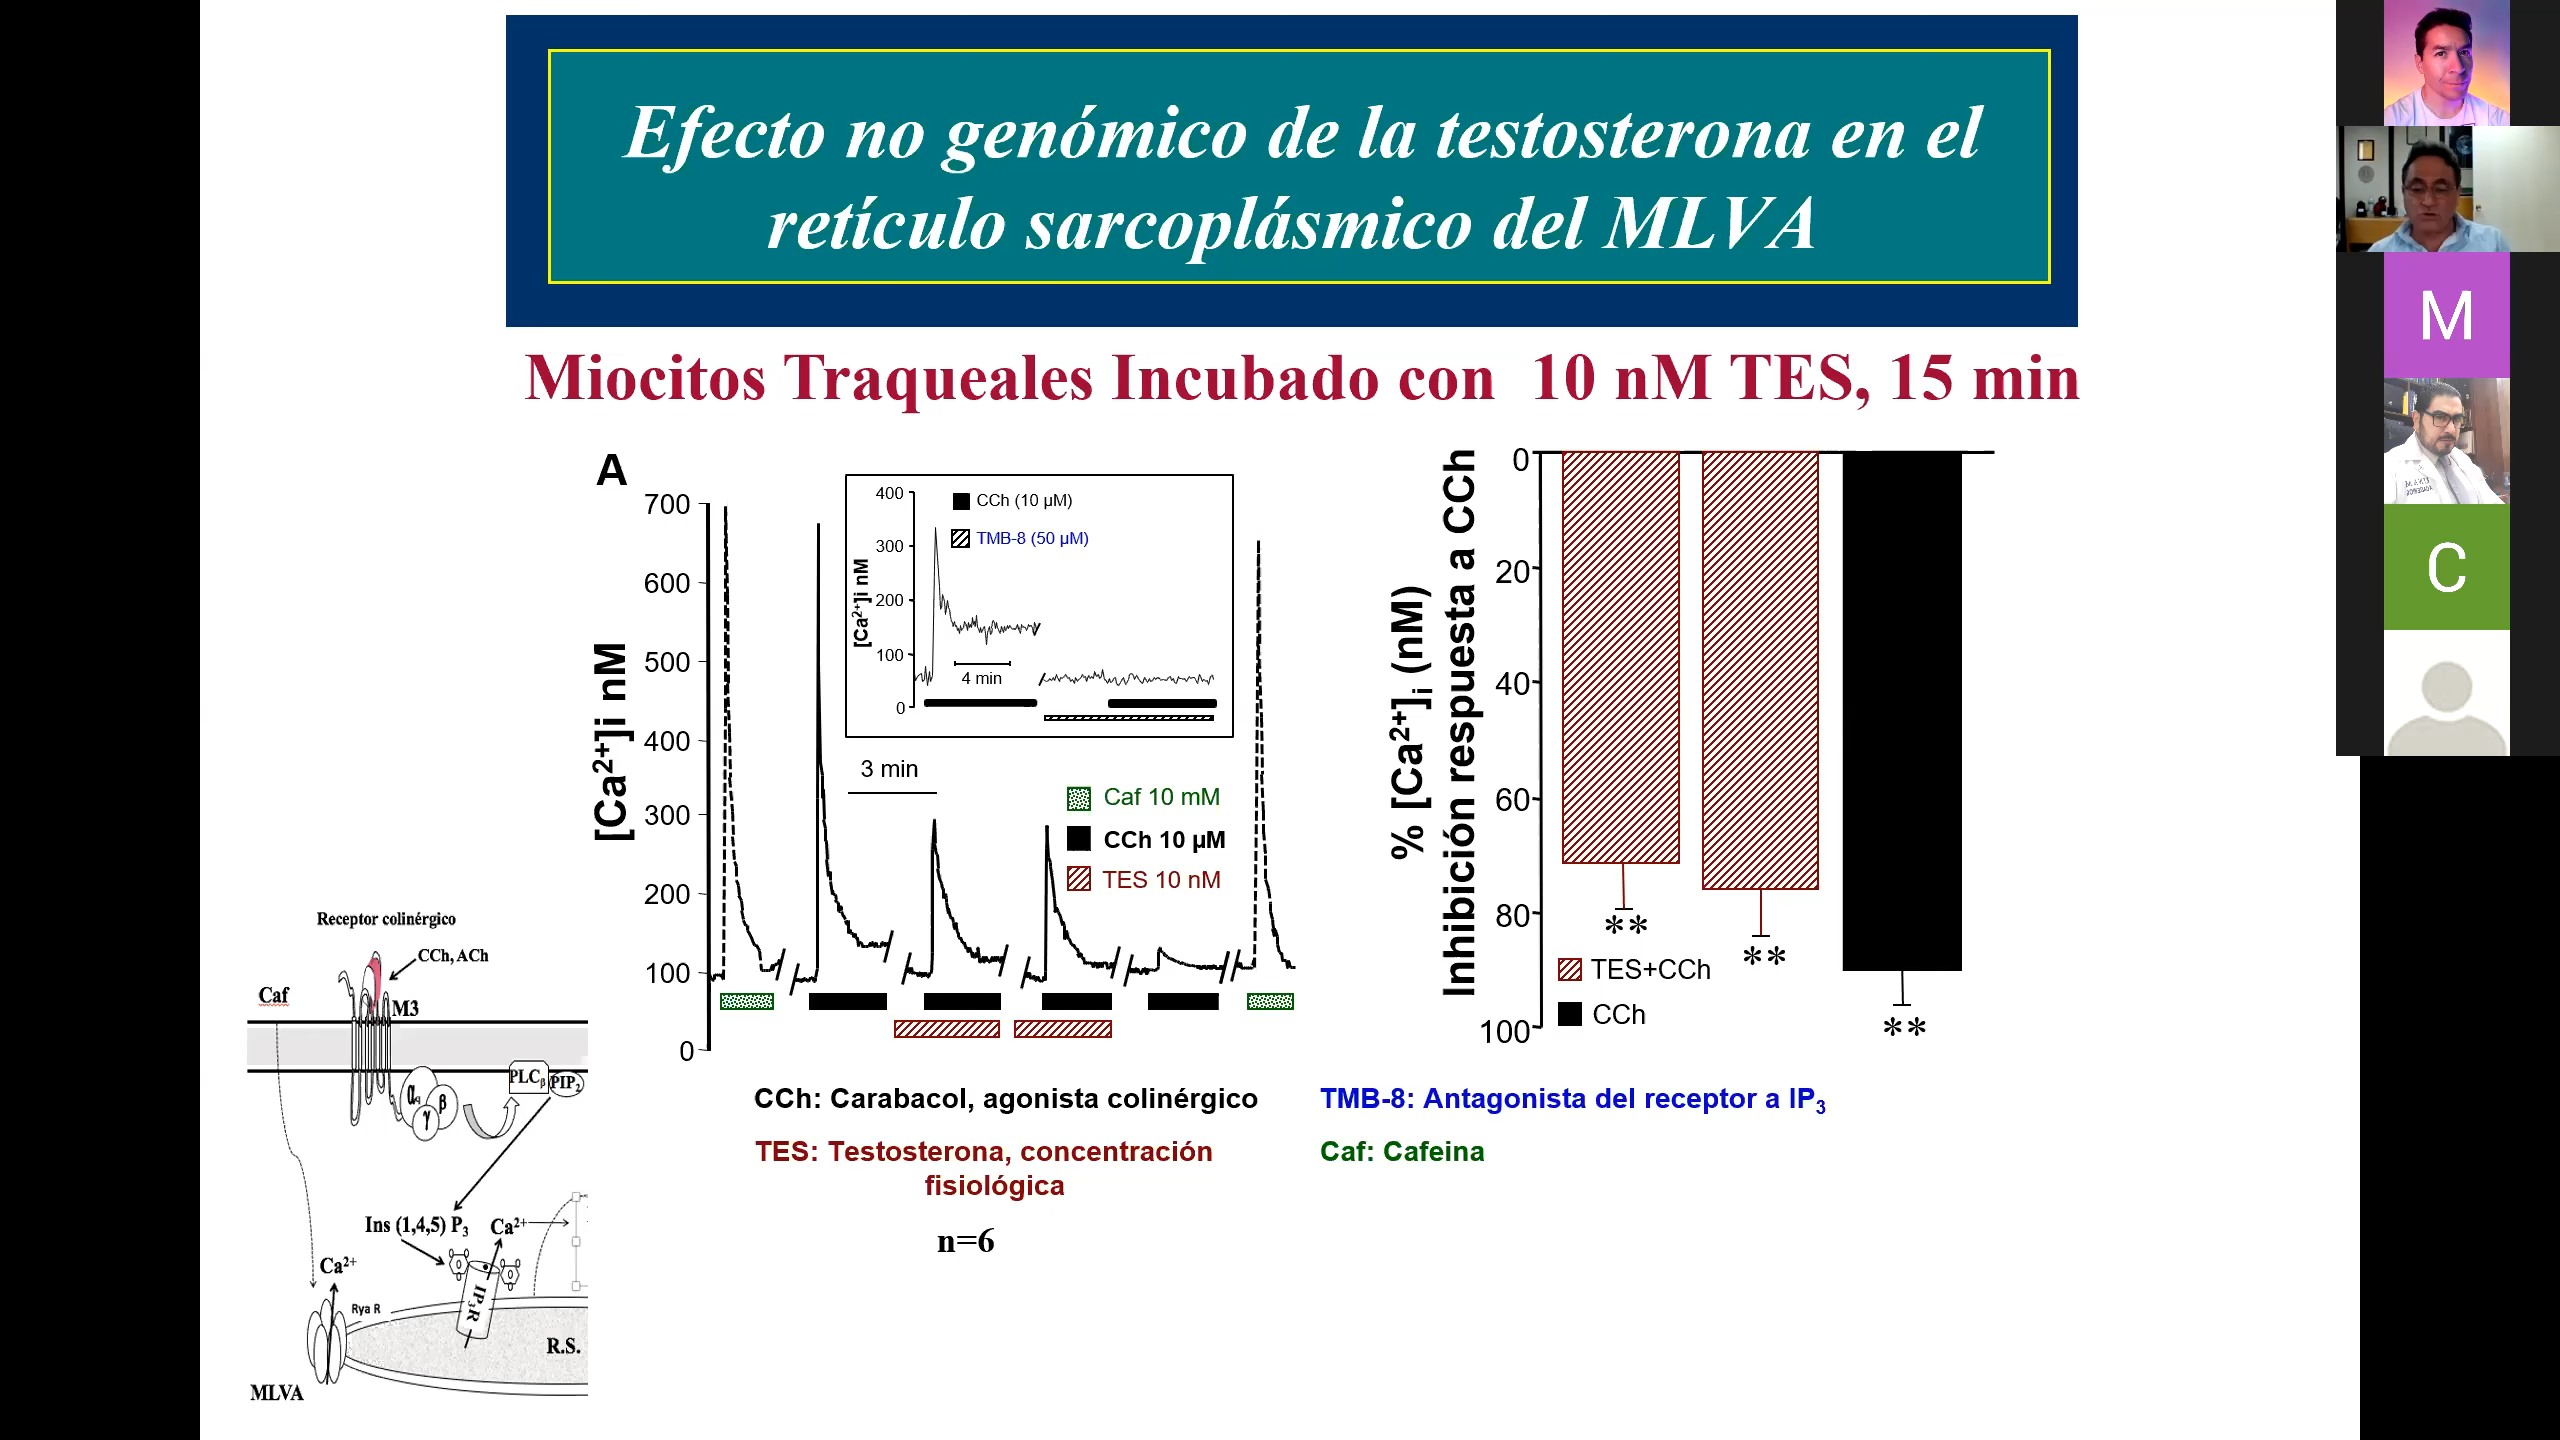 Efecto no genómico de la testosterona en el
retículo sarcoplásmico del MLVA
Miocitos Traqueales Incubado con 10 nM TES, 15 min
A
[Ca²⁺]i nM
700
600
500
400
300
200
100
0
[Ca²⁺]i nM
400
300
200
100
0
CCh (10 µM)
TMB-8 (50 µM)
4 min
3 min
Caf 10 mM
CCh 10 µM
TES 10 nM
% [Ca²⁺]ᵢ (nM)
Inhibición respuesta a CCh
0
20
40
60
80
100
**
**
**
TES+CCh
CCh
CCh: Carabacol, agonista colinérgico
TMB-8: Antagonista del receptor a IP₃
TES: Testosterona, concentración
fisiológica
Caf: Cafeina
n=6
Receptor colinérgico
CCh, ACh
Caf
M3
αq
β
γ
PLCᵦ
PIP₂
Ins (1,4,5) P₃
Ca²⁺
Ca²⁺
Rya R
IP₃R
R.S.
MLVA
M
C